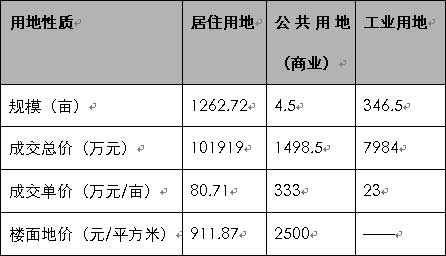 用地性质 居住用地 公共用地 工业用地
（商业）
规模（亩） 1262.72 4.5 346.5
成交总价（万元） 101919 1498.5 7984
成交单价（万元/亩） 80.71 333 23
楼面地价（元/平方米） 911.87 2500 ——